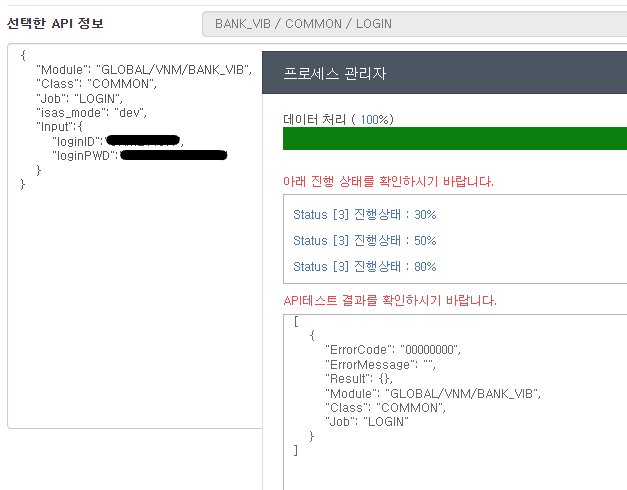 선택한 API 정보
BANK_VIB / COMMON / LOGIN
{
"Module": "GLOBAL/VNM/BANK_VIB",
"Class": "COMMON",
"Job": "LOGIN",
"isas_mode": "dev",
"Input":{
"loginID":
"loginPWD":
}
}
프로세스 관리자
데이터 처리 ( 100%)
아래 진행 상태를 확인하시기 바랍니다.
Status [3] 진행상태 : 30%
Status [3] 진행상태 : 50%
Status [3] 진행상태 : 80%
API테스트 결과를 확인하시기 바랍니다.
[
{
"ErrorCode": "00000000",
"ErrorMessage": "",
"Result": {},
"Module": "GLOBAL/VNM/BANK_VIB",
"Class": "COMMON",
"Job": "LOGIN"
}
]